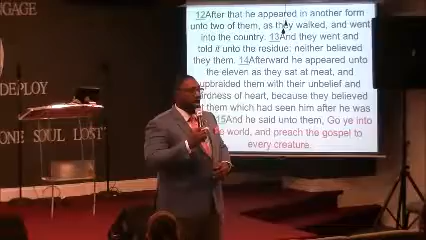 NGAGE
DEPLOY
ONE SOUL LOST
12After that he appeared in another form
unto two of them, as they walked, and went
into the country. 13And they went and
told it unto the residue: neither believed
they them. 14Afterward he appeared unto
the eleven as they sat at meat, and
upbraided them with their unbelief and
rdness of heart, because they believed
t them which had seen him after he was
15And he said unto them, Go ye into
e world, and preach the gospel to
every creature.